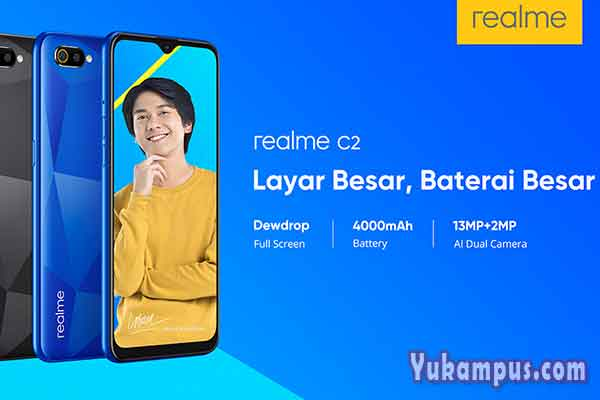 realme
realme C2
Layar Besar, Baterai Besar
Dewdrop
Full Screen
4000mAh
Battery
13MP+2MP
AI Dual Camera
realme
Yukampus.com